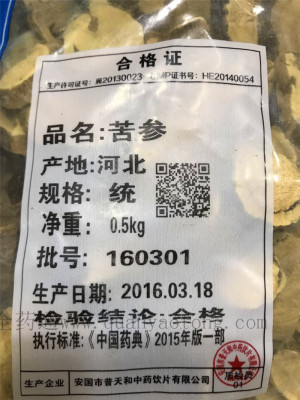 合格证
生产许可证号：冀20130023 GMP证书号：HE20140054
品名：苦参
产地：河北
规格：统
净重：0.5kg
批号：160301
生产日期：2016.03.18
检验结论：合格
执行标准：《中国药典》2015年版一部
生产企业 安国市普天和中药饮片有限公司
www.quanyaotong.com